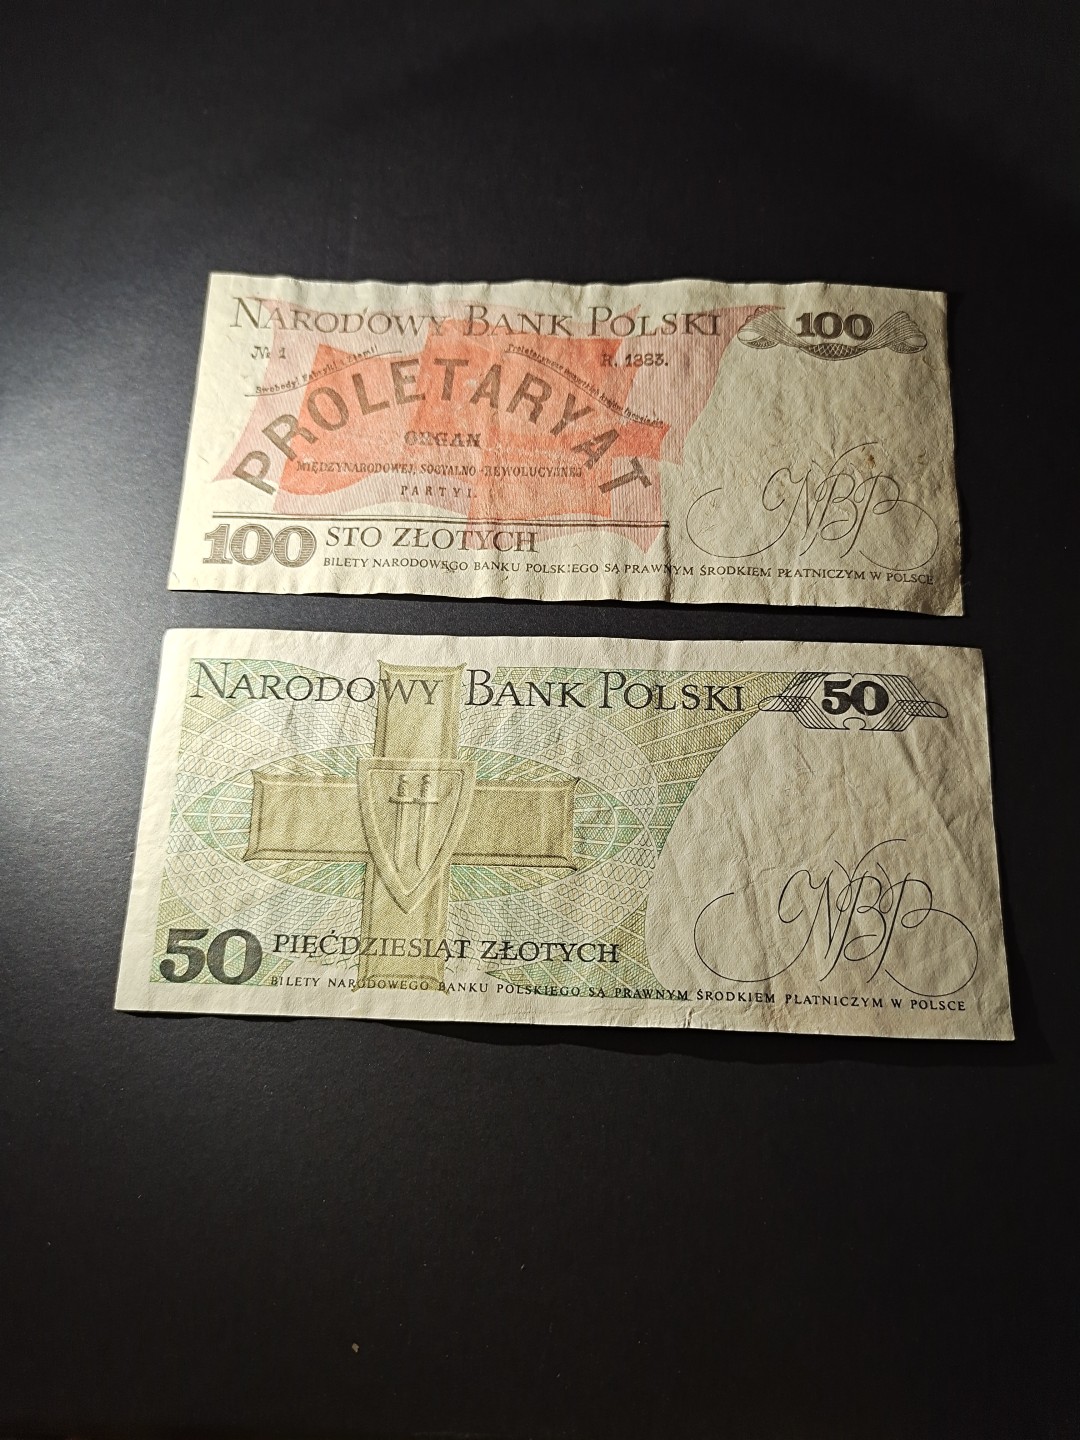 NARODOWY BANK POLSKI
100
№ 1
R. 1883.
PROLETARYAT
ORGAN
MIĘDZYNARODOWEJ, SOCYALNO-REWOLUCYJNEJ
PARTYI.
100 STO ZŁOTYCH
NBP
BILETY NARODOWEGO BANKU POLSKIEGO SĄ PRAWNYM ŚRODKIEM PŁATNICZYM W POLSCE
NARODOWY BANK POLSKI
50
NBP
50 PIĘĆDZIESIĄT ZŁOTYCH
BILETY NARODOWEGO BANKU POLSKIEGO SĄ PRAWNYM ŚRODKIEM PŁATNICZYM W POLSCE